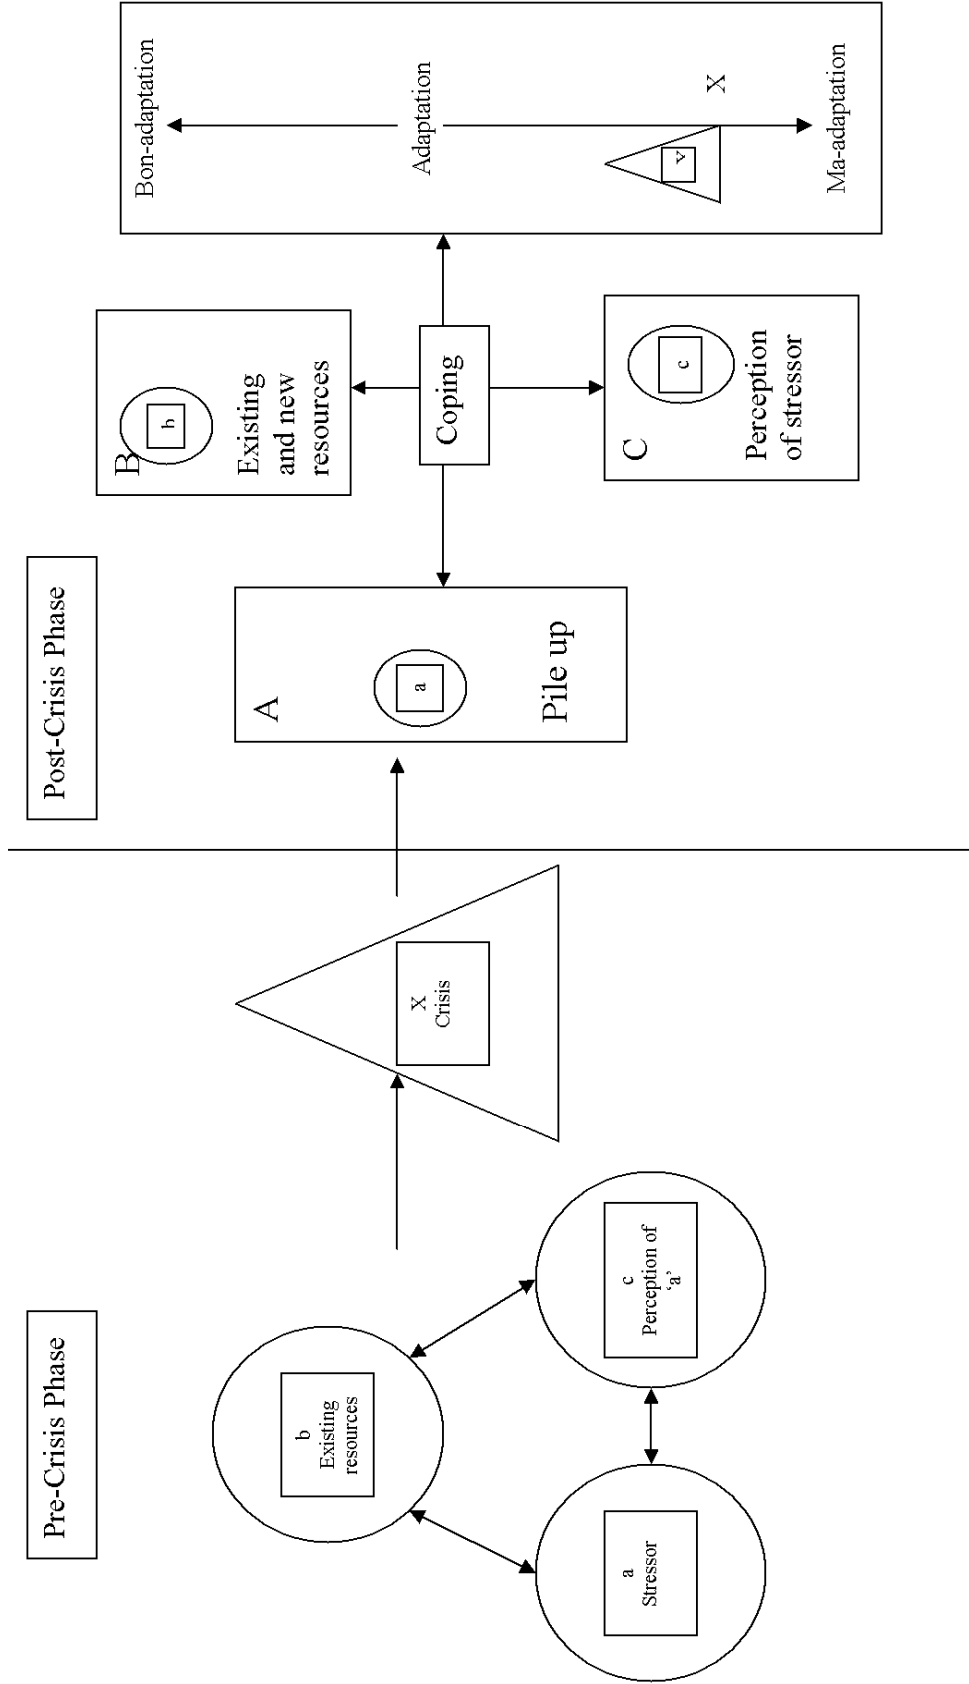 Pre-Crisis Phase
b
Existing
resources
a
Stressor
c
Perception of
‘a’
X
Crisis
Post-Crisis Phase
A
a
Pile up
B
h
Existing
and new
resources
Coping
C
c
Perception
of stressor
Bon-adaptation
Adaptation
v
X
Ma-adaptation